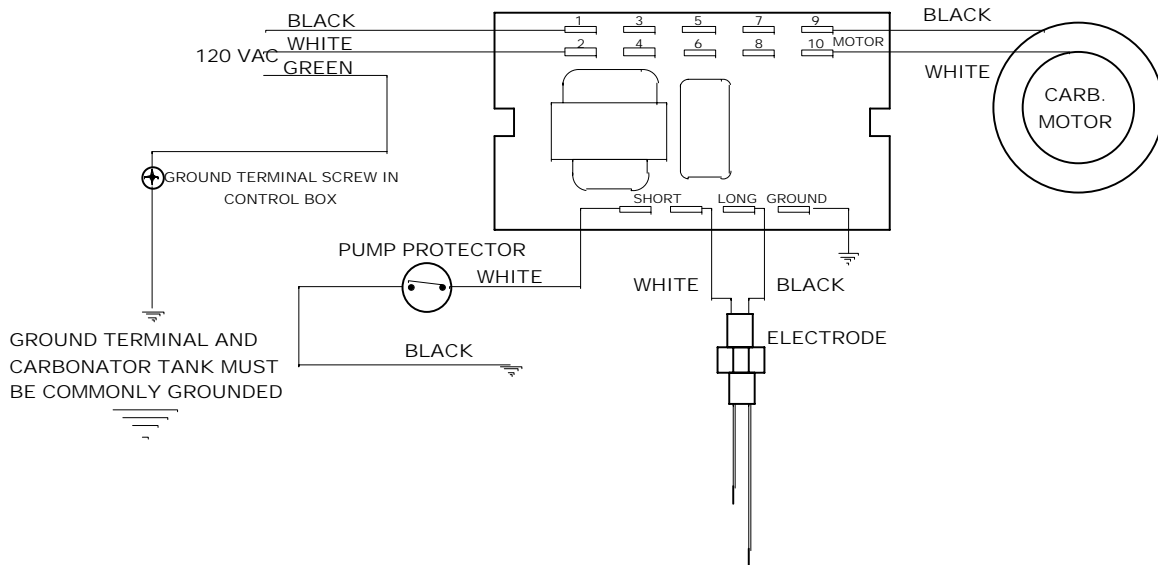 BLACK
WHITE
120 VAC
GREEN
1 3 5 7 9
2 4 6 8 10 MOTOR
BLACK
WHITE
CARB.
MOTOR
GROUND TERMINAL SCREW IN
CONTROL BOX
SHORT LONG GROUND
PUMP PROTECTOR
WHITE
WHITE
BLACK
ELECTRODE
BLACK
GROUND TERMINAL AND
CARBONATOR TANK MUST
BE COMMONLY GROUNDED